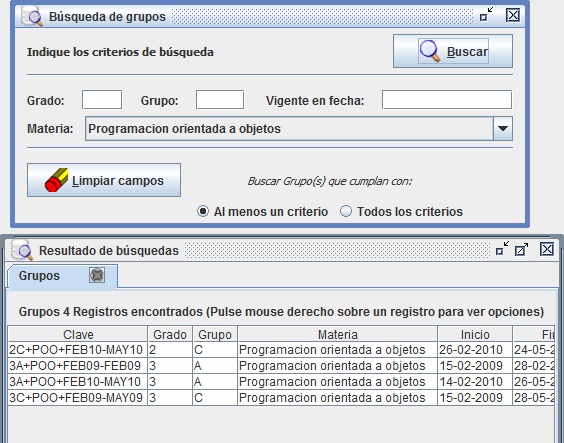 Búsqueda de grupos
Indique los criterios de búsqueda
Buscar
Grado: Grupo: Vigente en fecha:
Materia: Programacion orientada a objetos
Limpiar campos
Buscar Grupo(s) que cumplan con:
Al menos un criterio Todos los criterios
Resultado de búsquedas
Grupos
Grupos 4 Registros encontrados (Pulse mouse derecho sobre un registro para ver opciones)
Clave Grado Grupo Materia Inicio Fi
2C+POO+FEB10-MAY10 2 C Programacion orientada a objetos 26-02-2010 24-05-2
3A+POO+FEB09-FEB09 3 A Programacion orientada a objetos 15-02-2009 28-02-2
3A+POO+FEB10-MAY10 3 A Programacion orientada a objetos 14-02-2010 26-05-2
3C+POO+FEB09-MAY09 3 C Programacion orientada a objetos 15-02-2009 28-05-2